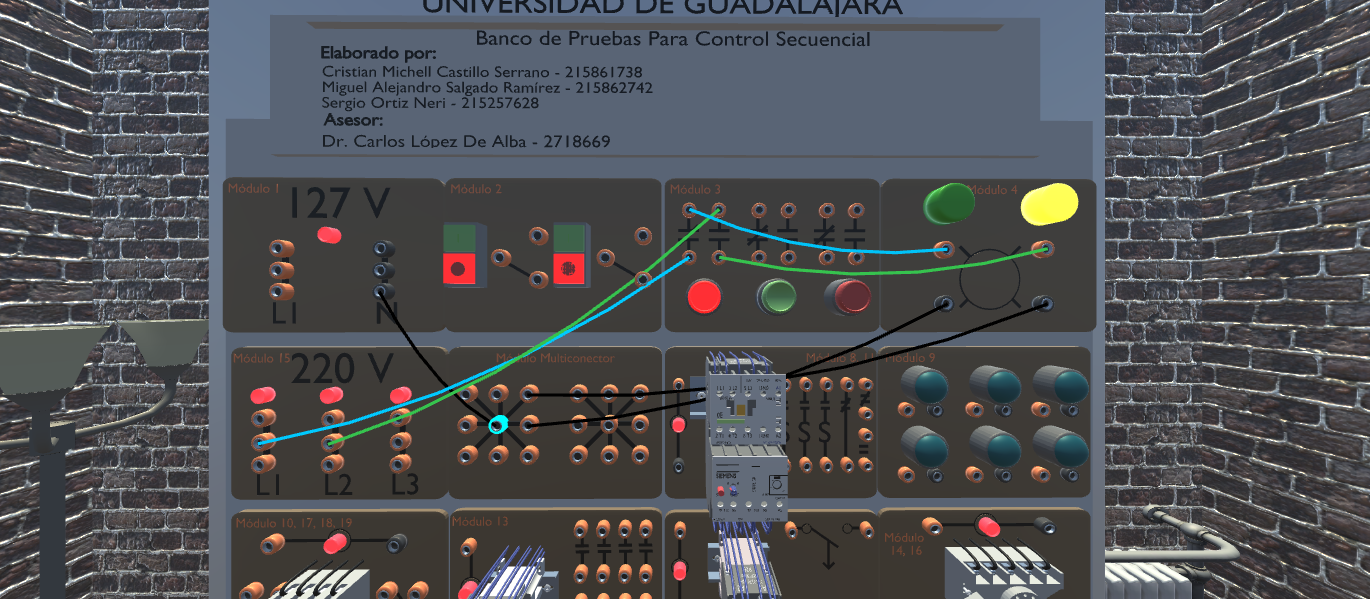 UNIVERSIDAD DE GUADALAJARA
Banco de Pruebas Para Control Secuencial
Elaborado por:
Cristian Michell Castillo Serrano - 215861738
Miguel Alejandro Salgado Ramírez - 215862742
Sergio Ortiz Neri - 215257628
Asesor:
Dr. Carlos López De Alba - 2718669
Módulo 1
Módulo 2
Módulo 3
Módulo 4
127 V
L1
N
Módulo 15
Módulo Multiconector
Módulo 8, 1
Módulo 9
220 V
L1
L2
L3
SIEMENS
Módulo 10, 17, 18, 19
Módulo 13
Módulo
14, 16